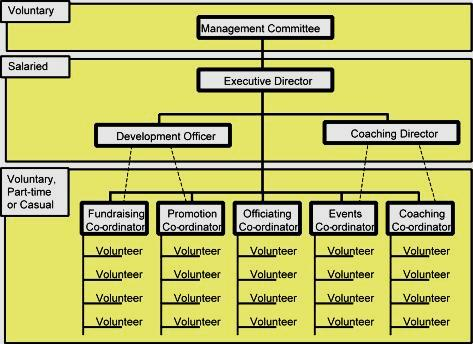 Voluntary
Management Committee
Salaried
Executive Director
Development Officer
Coaching Director
Voluntary,
Part-time
or Casual
Fundraising Promotion Officiating Events Coaching
Co-ordinator Co-ordinator Co-ordinator Co-ordinator Co-ordinator
Volunteer Volunteer Volunteer Volunteer Volunteer
Volunteer Volunteer Volunteer Volunteer Volunteer
Volunteer Volunteer Volunteer Volunteer Volunteer
Volunteer Volunteer Volunteer Volunteer Volunteer